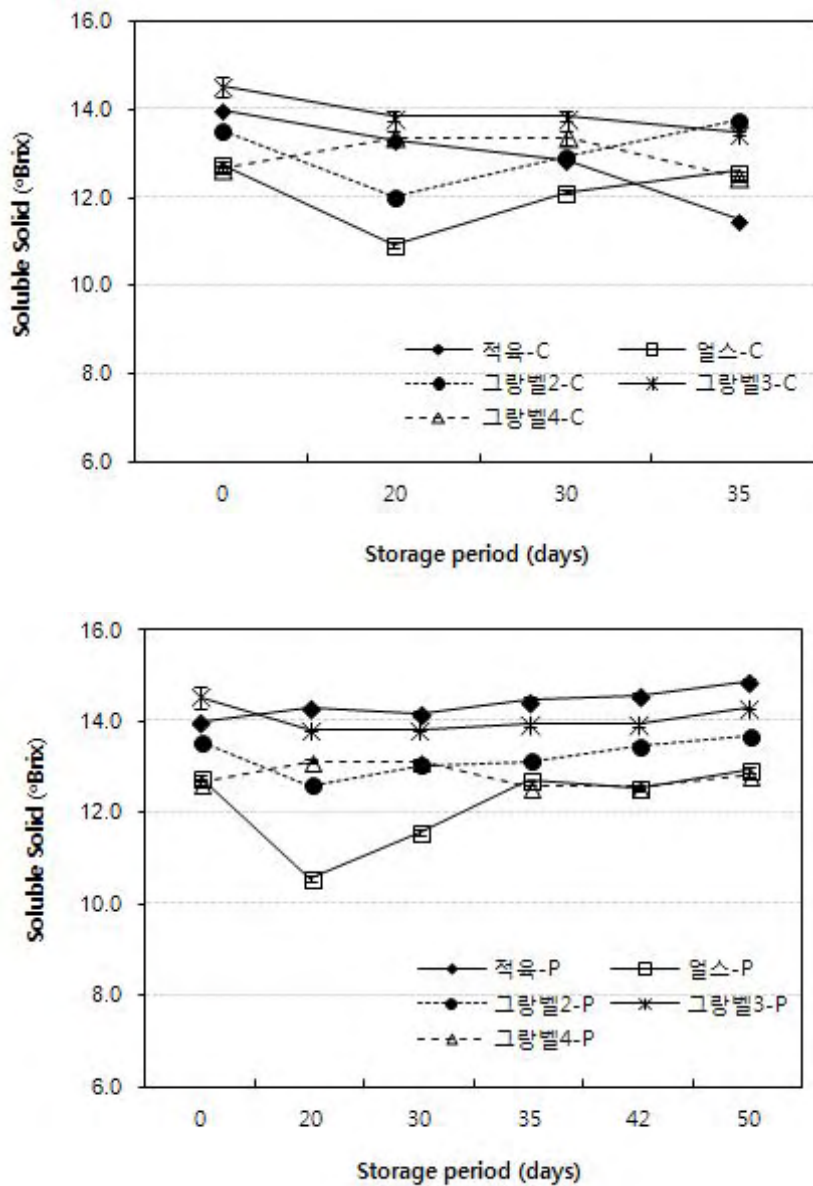 Soluble Solid (ºBrix)
16.0
14.0
12.0
10.0
8.0
6.0
적육-C 얼스-C
그랑벨2-C 그랑벨3-C
그랑벨4-C
0 20 30 35
Storage period (days)
Soluble Solid (ºBrix)
16.0
14.0
12.0
10.0
8.0
6.0
적육-P 얼스-P
그랑벨2-P 그랑벨3-P
그랑벨4-P
0 20 30 35 42 50
Storage period (days)